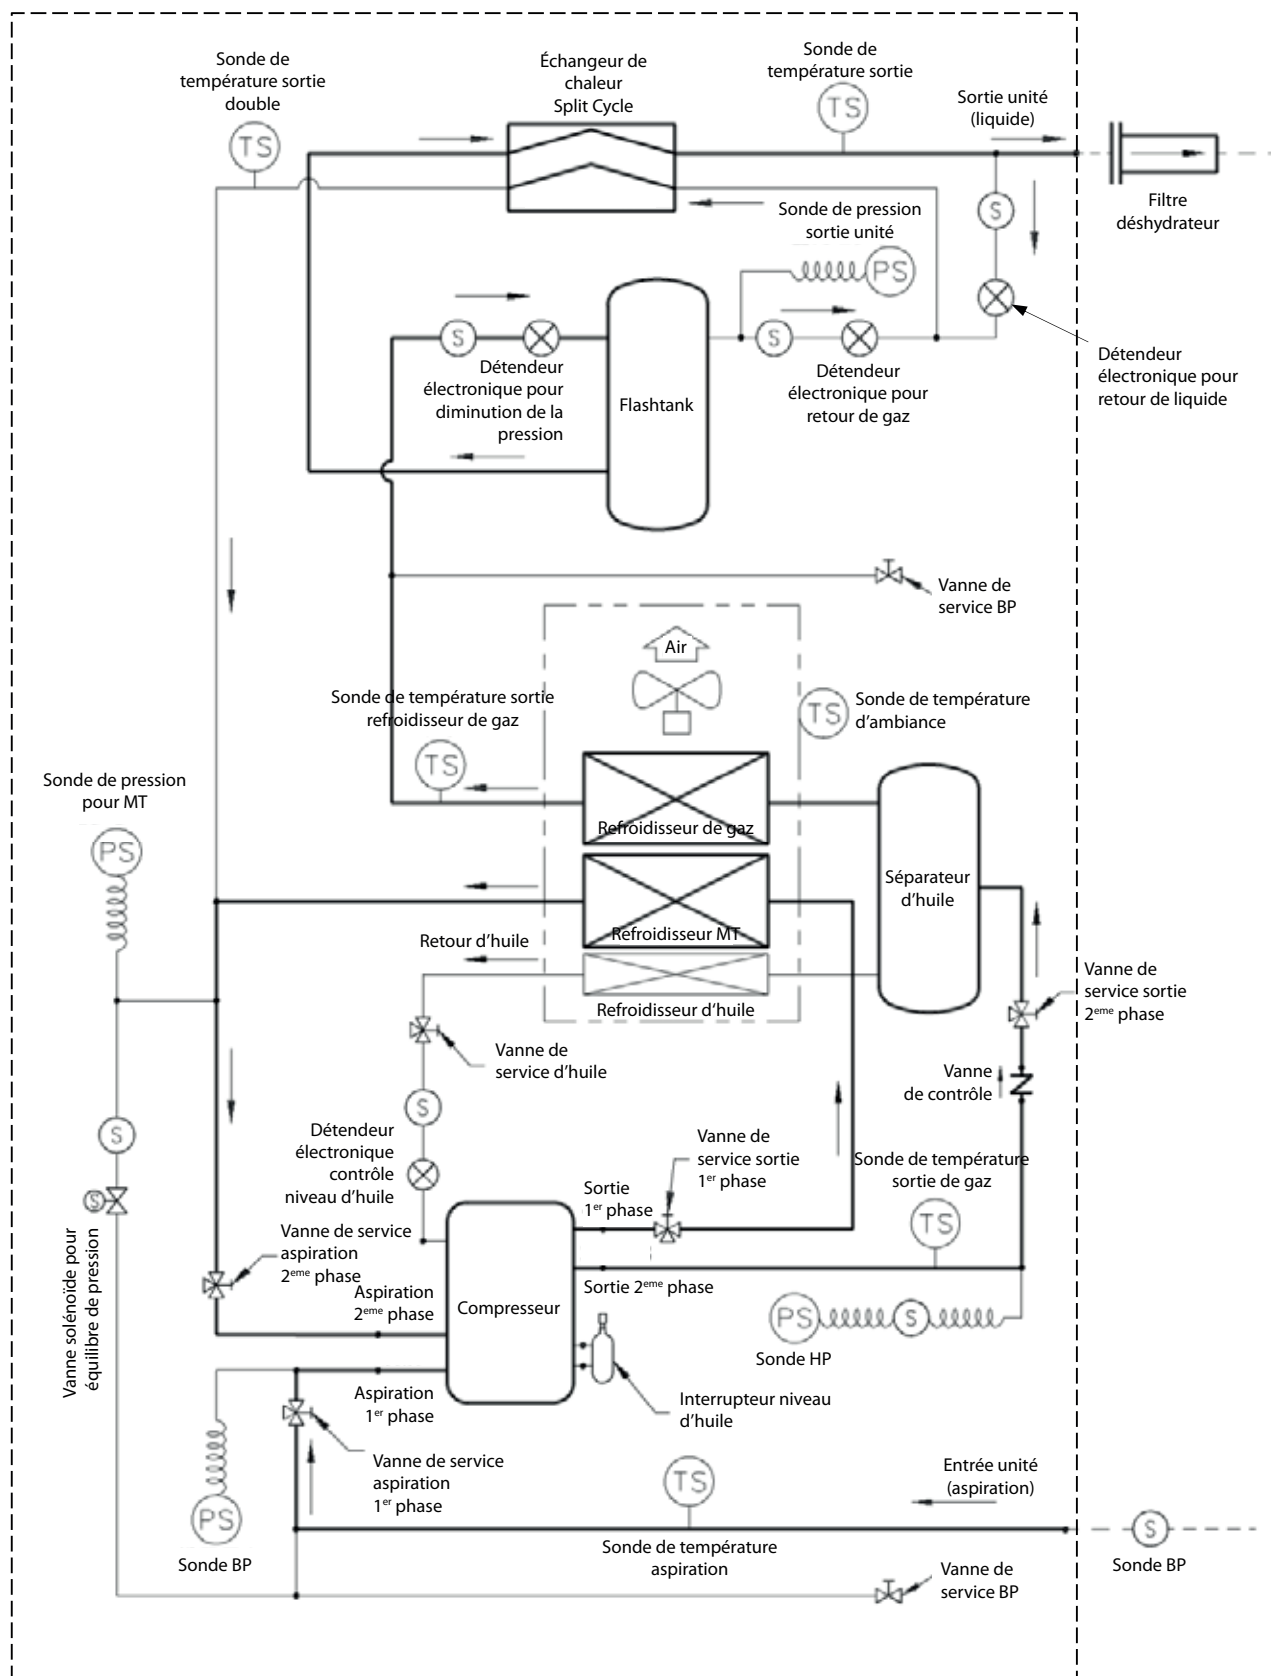 Sonde de
température sortie
double
TS
Échangeur de
chaleur
Split Cycle
Sonde de
température sortie
TS
Sortie unité
(liquide)
Filtre
déshydrateur
S
Sonde de pression
sortie unité
PS
S
Détendeur
électronique pour
diminution de la
pression
Flashtank
S
Détendeur
électronique pour
retour de gaz
Détendeur
électronique pour
retour de liquide
Vanne de
service BP
Air
Sonde de température sortie
refroidisseur de gaz
TS
TS
Sonde de température
d'ambiance
Sonde de pression
pour MT
PS
Refroidisseur de gaz
Refroidisseur MT
Refroidisseur d'huile
Séparateur
d'huile
Retour d'huile
Vanne de
service d'huile
Vanne de
service sortie
2eme phase
Vanne
de contrôle
S
S
S
Détendeur
électronique
contrôle
niveau d'huile
Vanne de
service sortie
1er phase
Sortie
1er phase
Sonde de température
sortie de gaz
TS
Vanne solénoïde pour
équilibre de pression
Vanne de service
aspiration
2eme phase
Aspiration
2eme phase
Compresseur
Sortie 2eme phase
PS
S
Sonde HP
Interrupteur niveau
d'huile
Aspiration
1er phase
Vanne de service
aspiration
1er phase
PS
Sonde BP
TS
Sonde de température
aspiration
Entrée unité
(aspiration)
S
Sonde BP
Vanne de
service BP